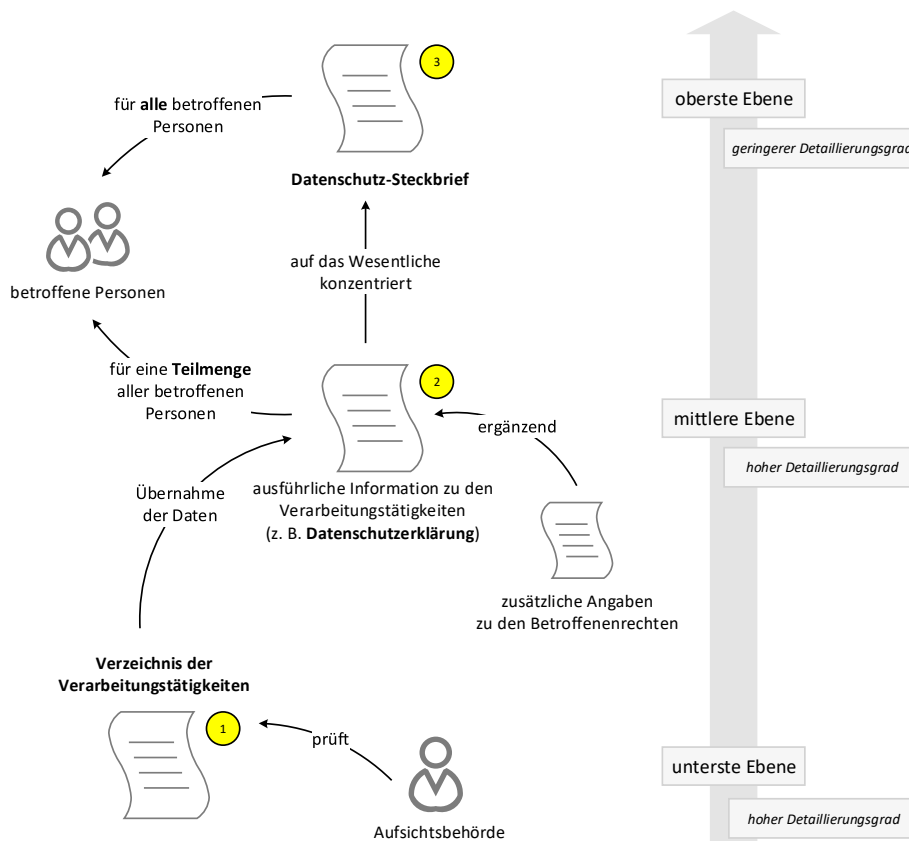 3
oberste Ebene
geringerer Detaillierungsgrad
für alle betroffenen
Personen
Datenschutz-Steckbrief
auf das Wesentliche
konzentriert
betroffene Personen
für eine Teilmenge
aller betroffenen
Personen
2
mittlere Ebene
hoher Detaillierungsgrad
ergänzend
Übernahme
der Daten
ausführliche Information zu den
Verarbeitungstätigkeiten
(z. B. Datenschutzerklärung)
zusätzliche Angaben
zu den Betroffenenrechten
Verzeichnis der
Verarbeitungstätigkeiten
1
prüft
Aufsichtsbehörde
unterste Ebene
hoher Detaillierungsgrad